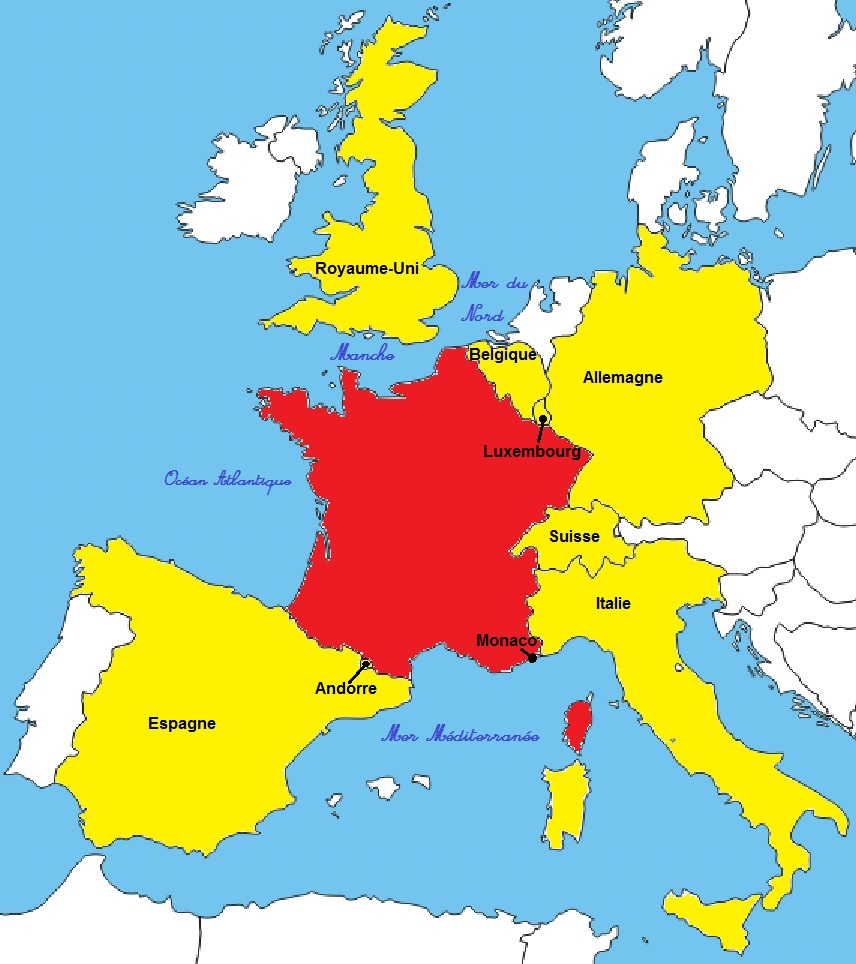 Royaume-Uni
Mer du
Nord
Manche
Belgique
Allemagne
Luxembourg
Océan Atlantique
Suisse
Italie
Monaco
Andorre
Espagne
Mer Méditerranée